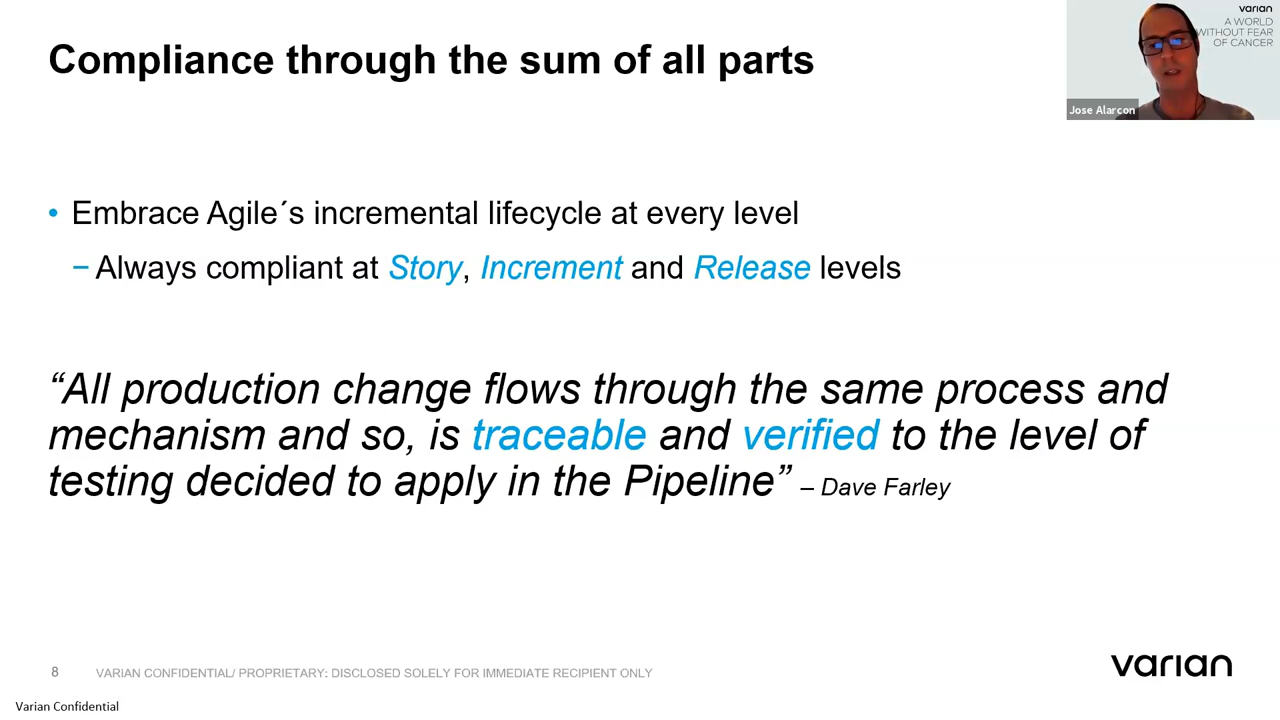 Compliance through the sum of all parts
varian
A WORLD
WITHOUT FEAR
OF CANCER
Jose Alarcon
• Embrace Agile´s incremental lifecycle at every level
− Always compliant at Story, Increment and Release levels
“All production change flows through the same process and
mechanism and so, is traceable and verified to the level of
testing decided to apply in the Pipeline” – Dave Farley
8 VARIAN CONFIDENTIAL/ PROPRIETARY: DISCLOSED SOLELY FOR IMMEDIATE RECIPIENT ONLY
varian
Varian Confidential